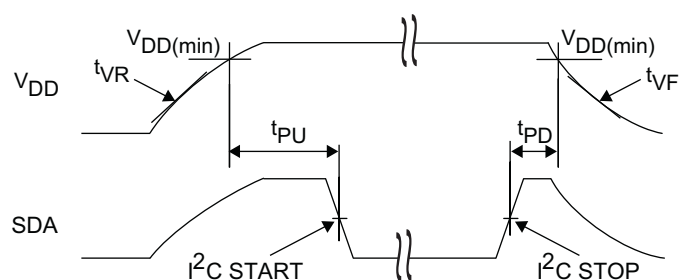 VDD(min)
VDD(min)
tVR
tVF
VDD
tPU
tPD
SDA
I2C START
I2C STOP